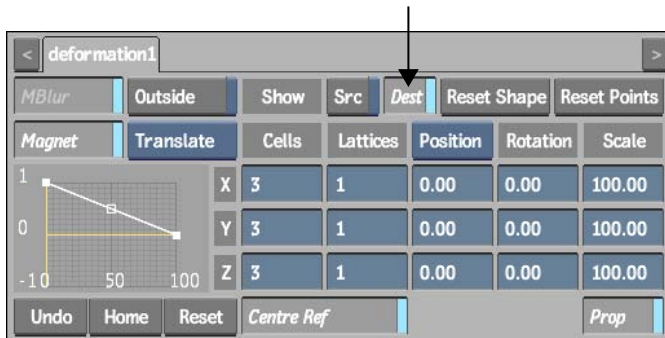 < deformation1 >
MBlur Outside Show Src Dest Reset Shape Reset Points
Magnet Translate Cells Lattices Position Rotation Scale
1 X 3 1 0.00 0.00 100.00
0 Y 3 1 0.00 0.00 100.00
-10 50 100 Z 3 1 0.00 0.00 100.00
Undo Home Reset Centre Ref Prop